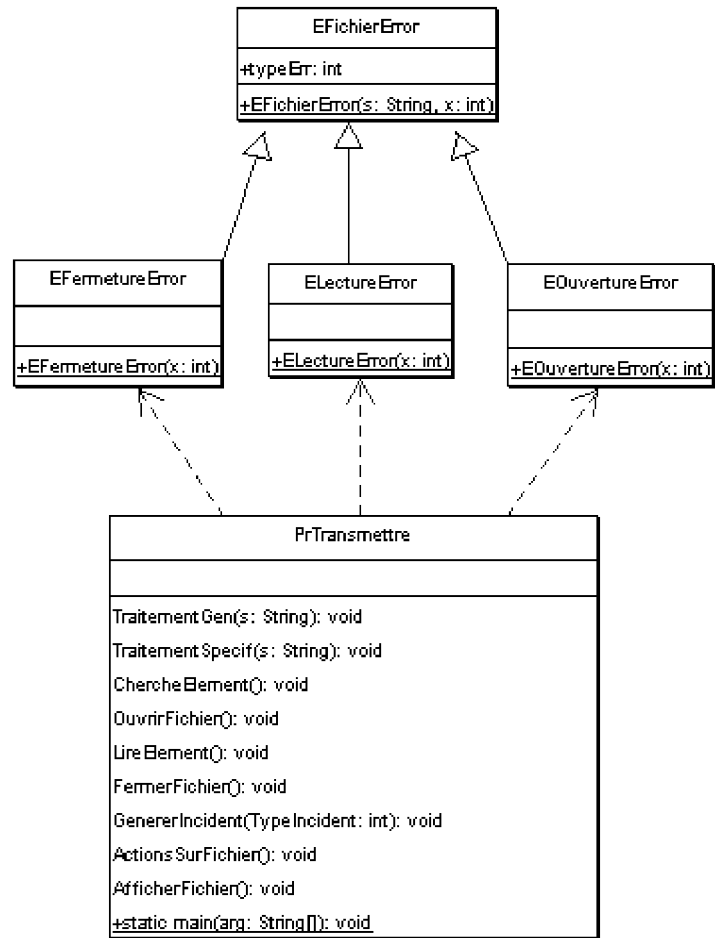 EFichierError
+typeErr: int
+EFichierError(s: String, x: int)
EFermetureError
+EFermetureError(x: int)
ELectureError
+ELectureError(x: int)
EOuvertureError
+EOuvertureError(x: int)
PrTransmettre
TraitementGen(s: String): void
TraitementSpecif(s: String): void
ChercheElement(): void
OuvrirFichier(): void
LireElement(): void
FermerFichier(): void
GenererIncident(TypeIncident: int): void
ActionsSurFichier(): void
AfficherFichier(): void
+static main(arg: String[]): void